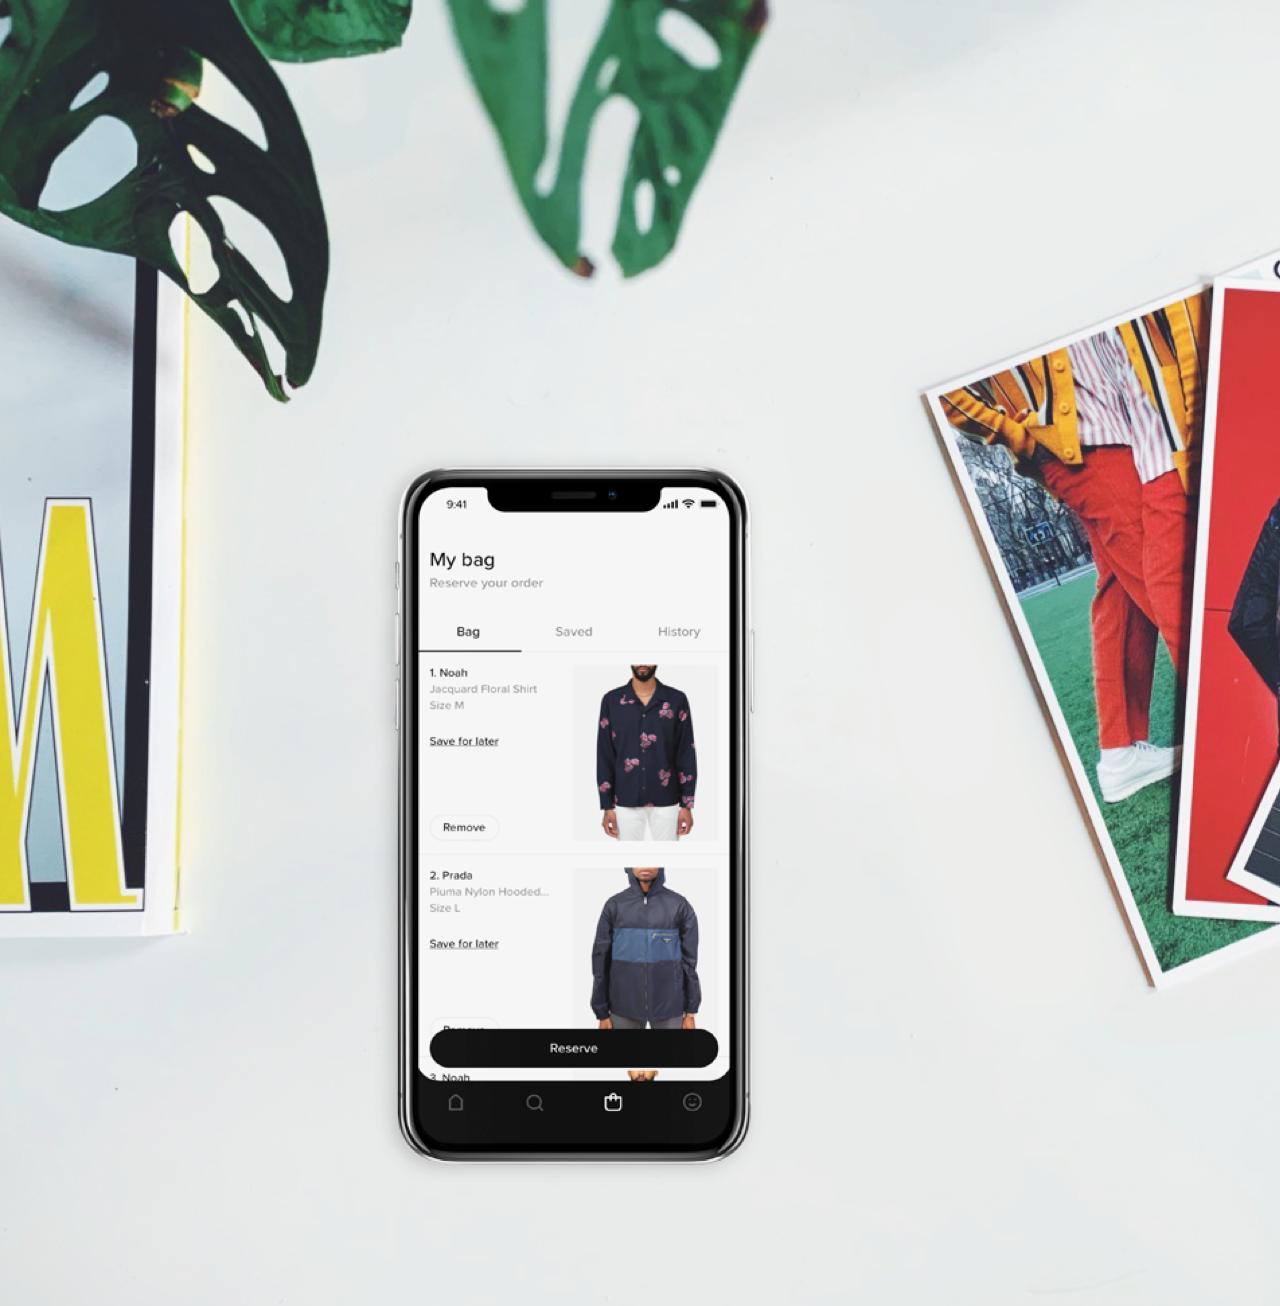 9:41
My bag
Reserve your order
Bag
Saved
History
1. Noah
Jacquard Floral Shirt
Size M
Save for later
Remove
2. Prada
Piuma Nylon Hooded...
Size L
Save for later
Remove
Reserve
3. Noah
M